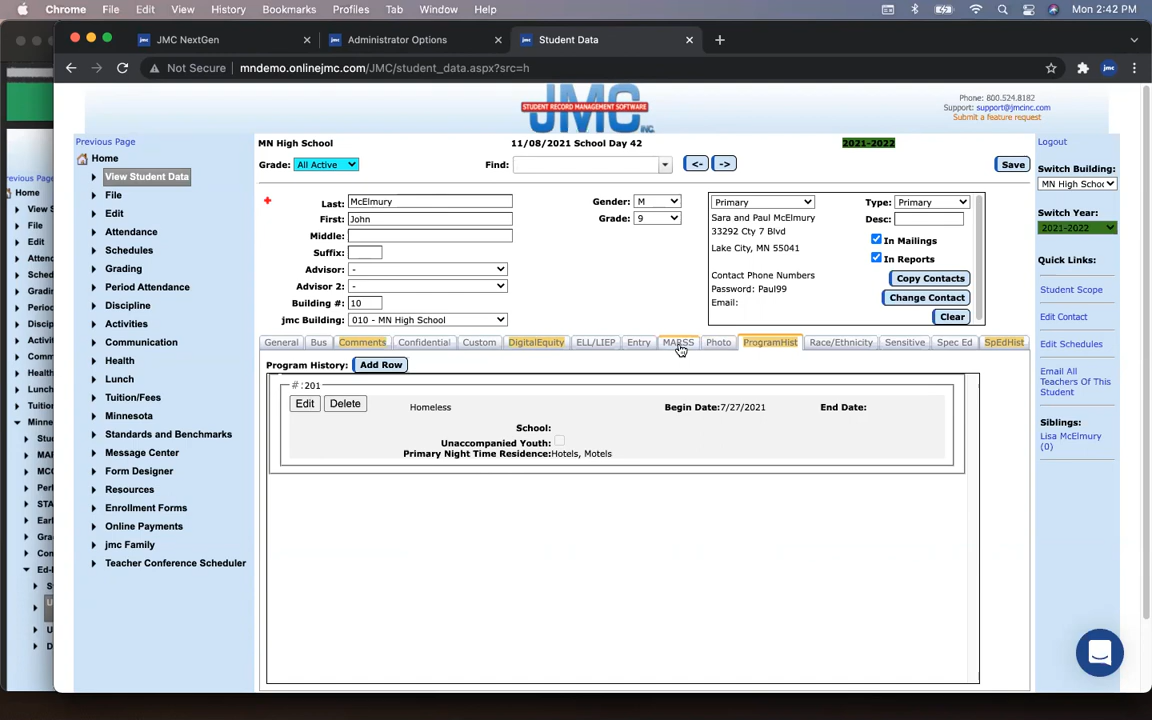 Chrome File Edit View History Bookmarks Profiles Tab Window Help Mon 2:42 PM
jmc JMC NextGen × jmc Administrator Options × jmc Student Data × +
Not Secure mndemo.onlinejmc.com/JMC/student_data.aspx?src=h jmc
JMC INC.
STUDENT RECORD MANAGEMENT SOFTWARE
Phone: 800.524.8182
Support: support@jmcinc.com
Submit a feature request
Previous Page
Home
View Student Data
File
Edit
Attendance
Schedules
Grading
Period Attendance
Discipline
Activities
Communication
Health
Lunch
Tuition/Fees
Minnesota
Standards and Benchmarks
Message Center
Form Designer
Resources
Enrollment Forms
Online Payments
jmc Family
Teacher Conference Scheduler
MN High School 11/08/2021 School Day 42 2021-2022
Grade: All Active Find: <- -> Save
Last: McElmury
First: John
Middle:
Suffix:
Advisor: -
Advisor 2: -
Building #: 10
jmc Building: 010 - MN High School
Gender: M
Grade: 9
Primary
Sara and Paul McElmury
33292 Cty 7 Blvd
Lake City, MN 55041
Contact Phone Numbers
Password: Paul99
Email:
Type: Primary
Desc:
In Mailings
In Reports
Copy Contacts
Change Contact
Clear
General Bus Comments Confidential Custom DigitalEquity ELL/LIEP Entry MARSS Photo ProgramHist Race/Ethnicity Sensitive Spec Ed SpEdHist
Program History: Add Row
#:201
Edit Delete Homeless Begin Date:7/27/2021 End Date:
School:
Unaccompanied Youth:
Primary Night Time Residence:Hotels, Motels
Logout
Switch Building:
MN High Schoo
Switch Year:
2021-2022
Quick Links:
Student Scope
Edit Contact
Edit Schedules
Email All
Teachers Of This
Student
Siblings:
Lisa McElmury
(0)